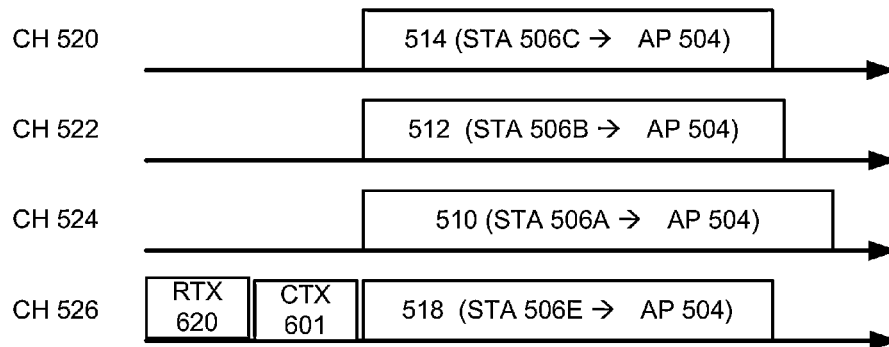 CH 520
514 (STA 506C → AP 504)
CH 522
512 (STA 506B → AP 504)
CH 524
510 (STA 506A → AP 504)
CH 526
RTX
620
CTX
601
518 (STA 506E → AP 504)